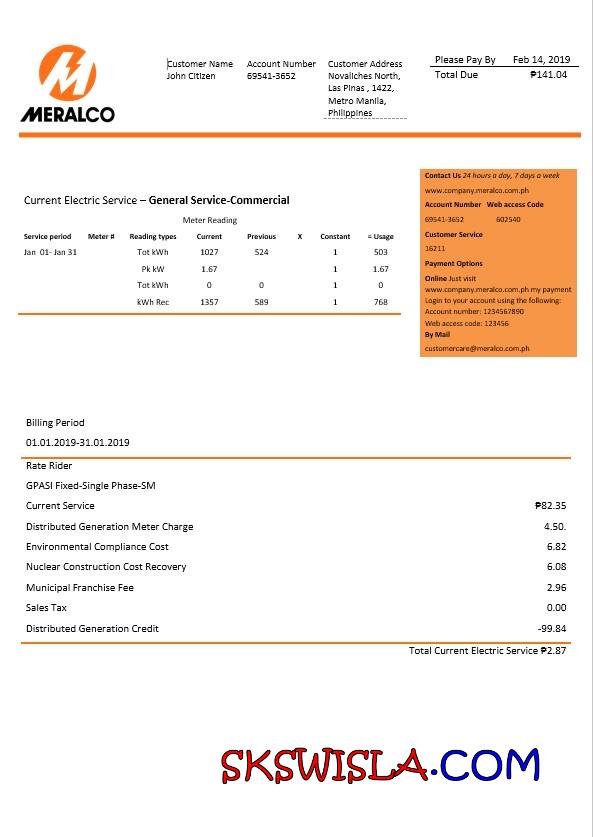 MERALCO
Customer Name Account Number Customer Address
John Citizen 69541-3652 Novaliches North,
Las Pinas , 1422,
Metro Manila,
Philippines
Please Pay By Feb 14, 2019
Total Due ₱141.04
Contact Us 24 hours a day, 7 days a week
www.company.meralco.com.ph
Account Number Web access Code
69541-3652 602540
Customer Service
16211
Payment Options
Online Just visit
www.company.meralco.com.ph my payment
Login to your account using the following:
Account number: 1234567890
Web access code: 123456
By Mail
customercare@meralco.com.ph
Current Electric Service – General Service-Commercial
Meter Reading
Service period Meter # Reading types Current Previous X Constant = Usage
Jan 01- Jan 31 Tot kWh 1027 524 1 503
Pk kW 1.67 1 1.67
Tot kWh 0 0 1 0
kWh Rec 1357 589 1 768
Billing Period
01.01.2019-31.01.2019
Rate Rider
GPASI Fixed-Single Phase-SM
Current Service ₱82.35
Distributed Generation Meter Charge 4.50.
Environmental Compliance Cost 6.82
Nuclear Construction Cost Recovery 6.08
Municipal Franchise Fee 2.96
Sales Tax 0.00
Distributed Generation Credit -99.84
Total Current Electric Service ₱2.87
SKSWISLA.COM